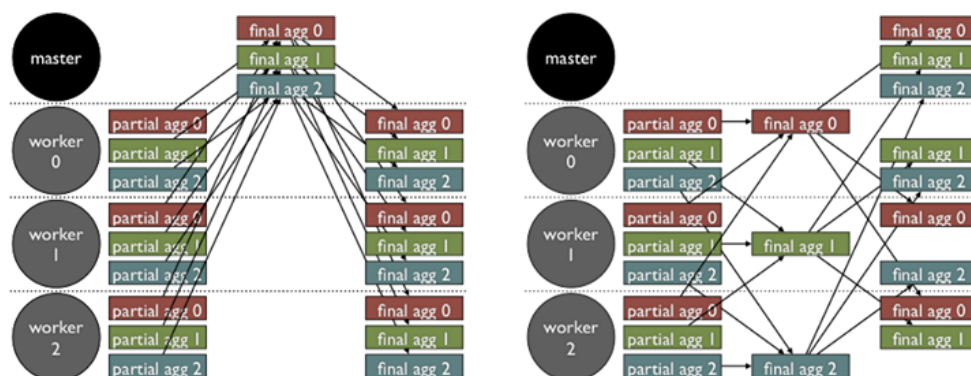 final agg 0
master
final agg 1
final agg 2
partial agg 0
final agg 0
worker
0
partial agg 1
final agg 1
partial agg 2
final agg 2
partial agg 0
final agg 0
worker
1
partial agg 1
final agg 1
partial agg 2
final agg 2
partial agg 0
final agg 0
worker
2
partial agg 1
final agg 1
partial agg 2
final agg 2
final agg 0
master
final agg 1
final agg 2
partial agg 0
final agg 0
worker
0
partial agg 1
final agg 1
partial agg 2
final agg 2
partial agg 0
final agg 0
worker
1
partial agg 1
final agg 1
partial agg 2
final agg 2
partial agg 0
final agg 0
worker
2
partial agg 1
final agg 1
partial agg 2
final agg 2